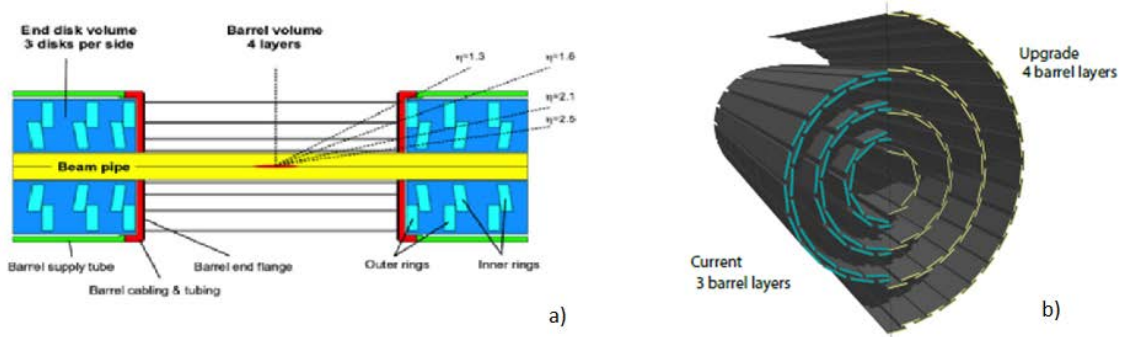 End disk volume
3 disks per side
Barrel volume
4 layers
η=1.3
η=1.6
η=2.1
η=2.5
Beam pipe
Barrel supply tube
Barrel end flange
Outer rings
Inner rings
Barrel cabling & tubing
a)
Upgrade
4 barrel layers
Current
3 barrel layers
b)